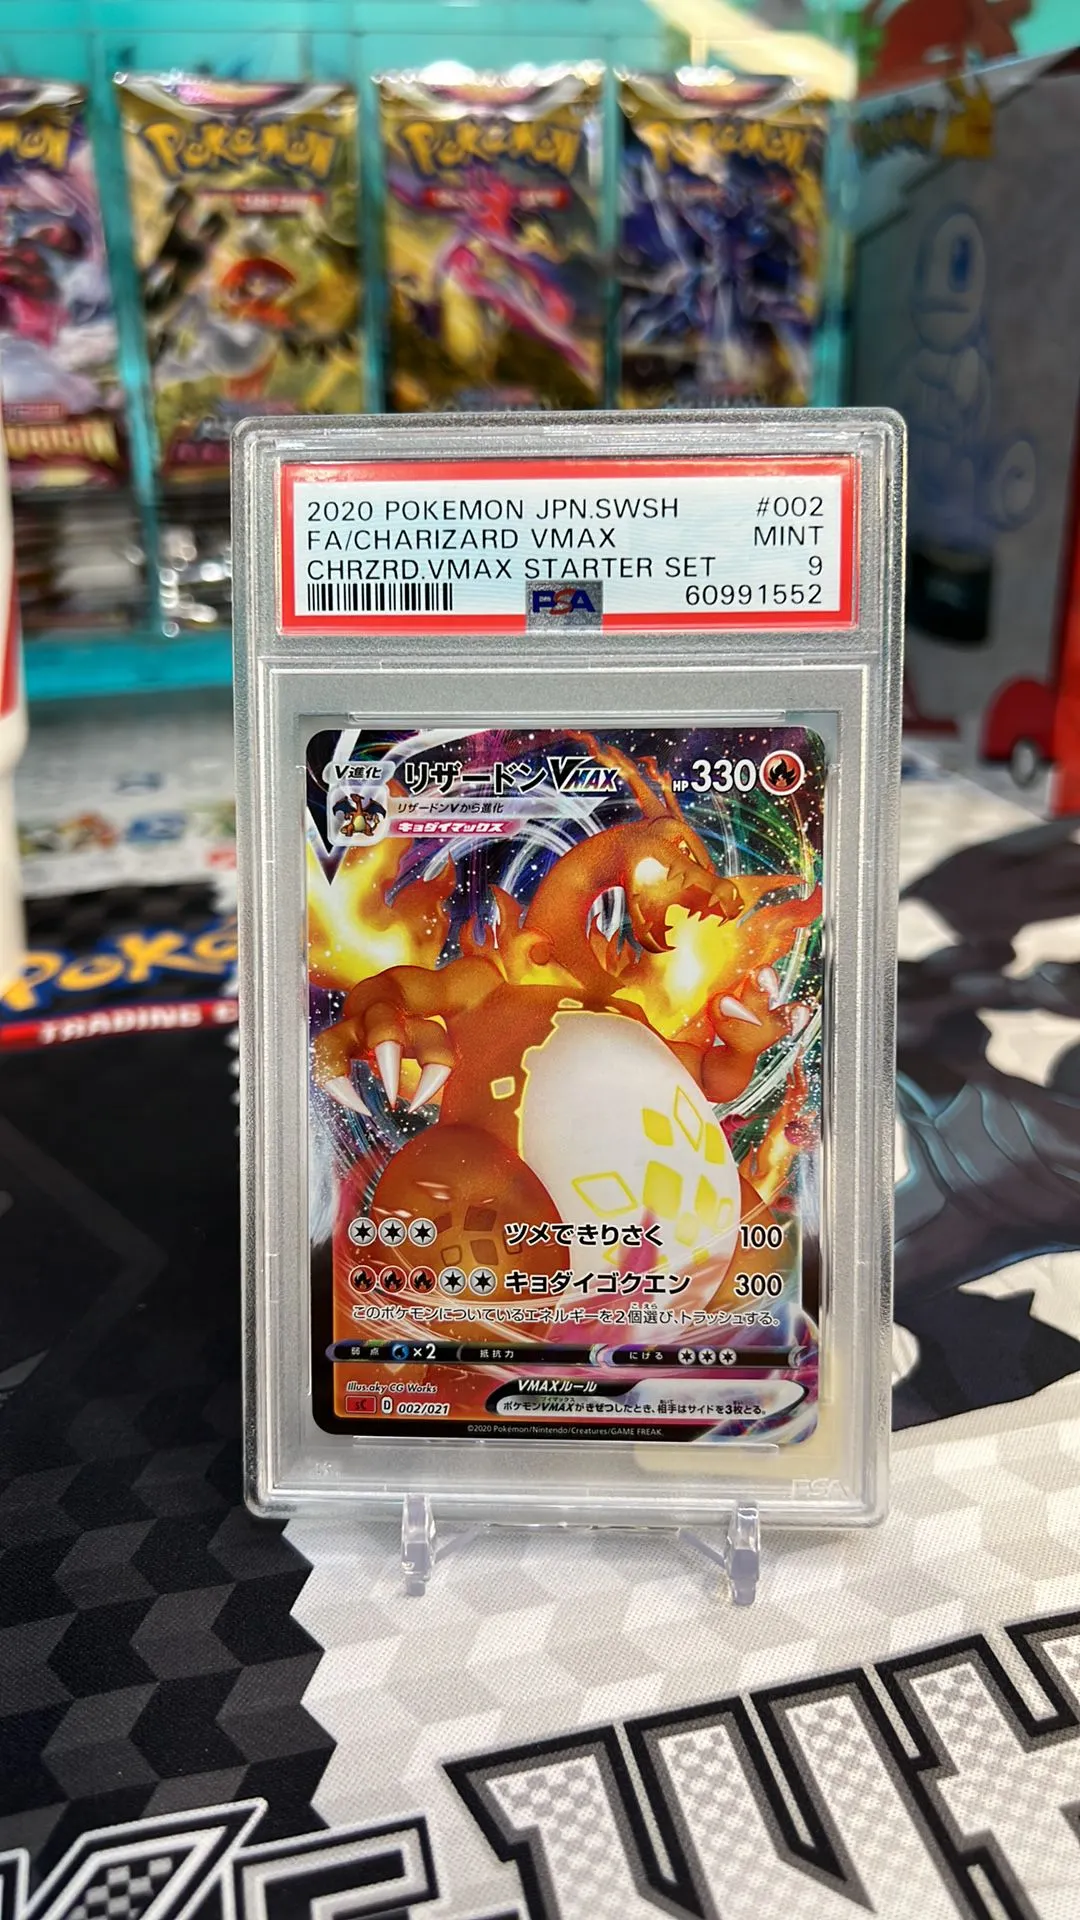 Pokémon
Pokémon
Pokémon
Pokémon
2020 POKEMON JPN.SWSH #002
FA/CHARIZARD VMAX MINT
CHRZRD.VMAX STARTER SET 9
PSA 60991552
V進化 リザードンVMAX HP330
リザードンVから進化
キョダイマックス
ツメできりさく 100
キョダイゴクエン 300
このポケモンについているエネルギーを2個選び、トラッシュする。
弱点 ×2 抵抗力 にげる
Illus.aky CG Works VMAXルール
sC D 002/021 ポケモンVMAXがきぜつしたとき、相手はサイドを3枚とる。
©2020 Pokémon/Nintendo/Creatures/GAME FREAK.
PSA
TRADING